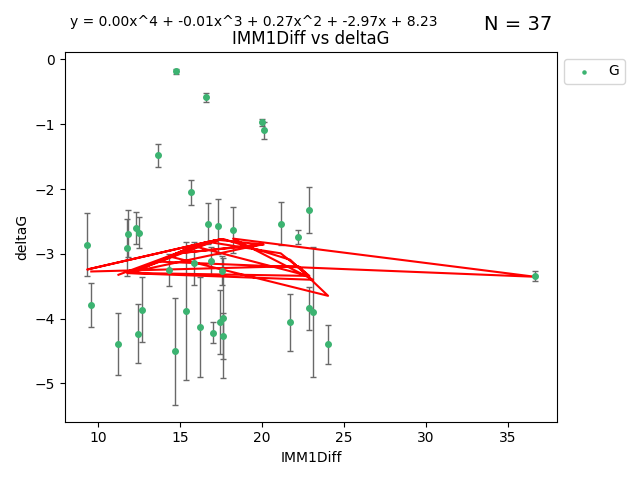 y = 0.00x^4 + -0.01x^3 + 0.27x^2 + -2.97x + 8.23
N = 37
IMM1Diff vs deltaG
G
deltaG
0
−1
−2
−3
−4
−5
10 15 20 25 30 35
IMM1Diff